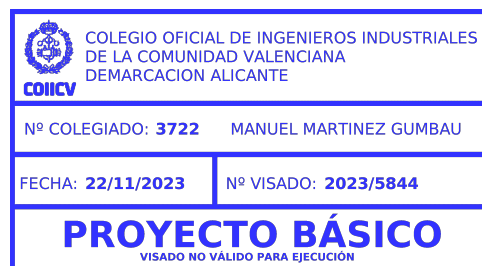 COLEGIO OFICIAL DE INGENIEROS INDUSTRIALES
DE LA COMUNIDAD VALENCIANA
DEMARCACION ALICANTE
COIICV
Nº COLEGIADO: 3722 MANUEL MARTINEZ GUMBAU
FECHA: 22/11/2023 Nº VISADO: 2023/5844
PROYECTO BÁSICO
VISADO NO VÁLIDO PARA EJECUCIÓN